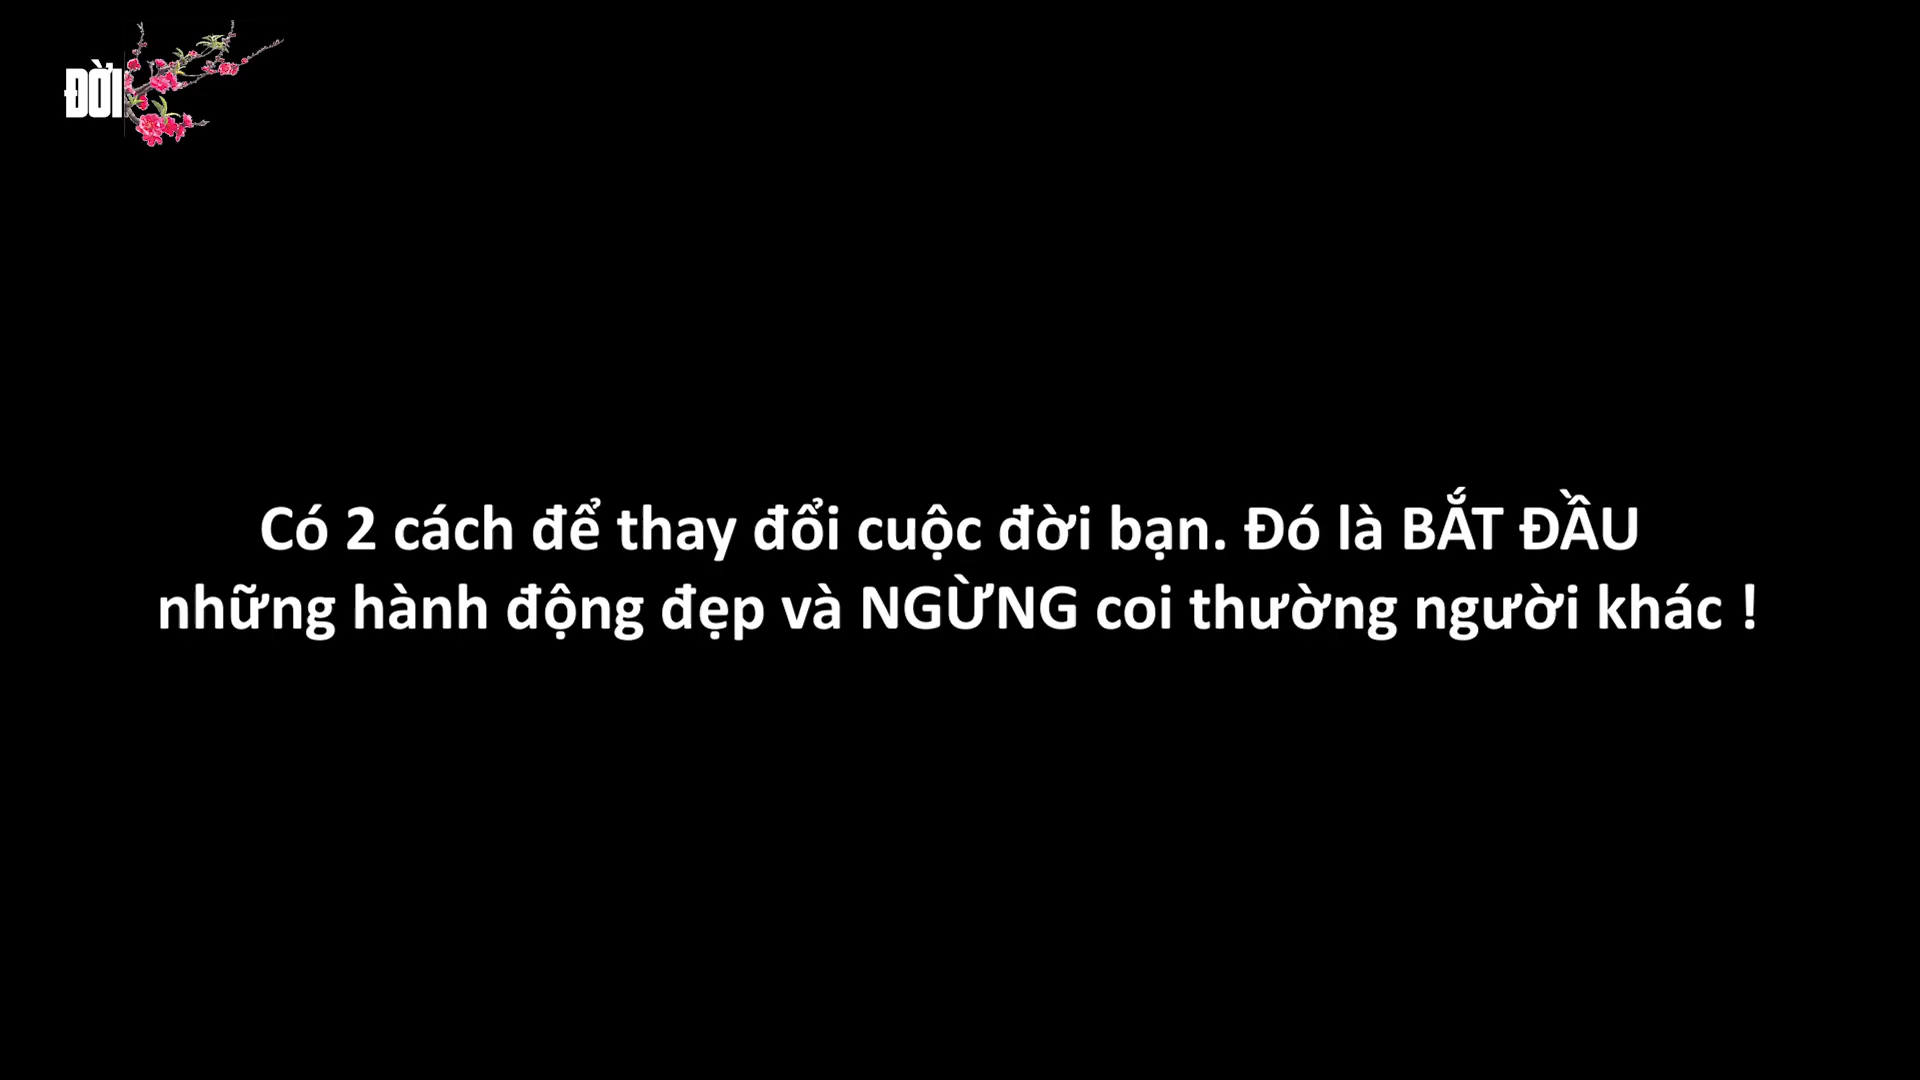 ĐỜI
Có 2 cách để thay đổi cuộc đời bạn. Đó là BẮT ĐẦU
những hành động đẹp và NGỪNG coi thường người khác !